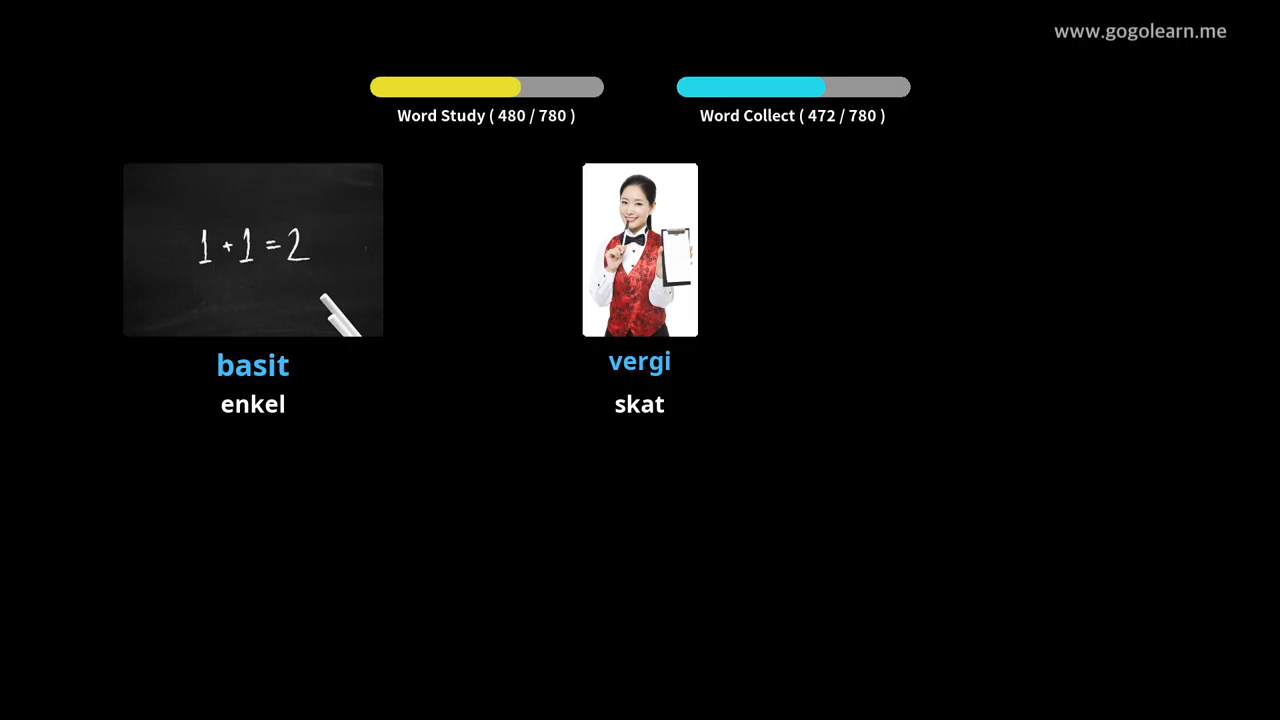 www.gogolearn.me
Word Study ( 480 / 780 )
Word Collect ( 472 / 780 )
1 + 1 = 2
basit
enkel
vergi
skat